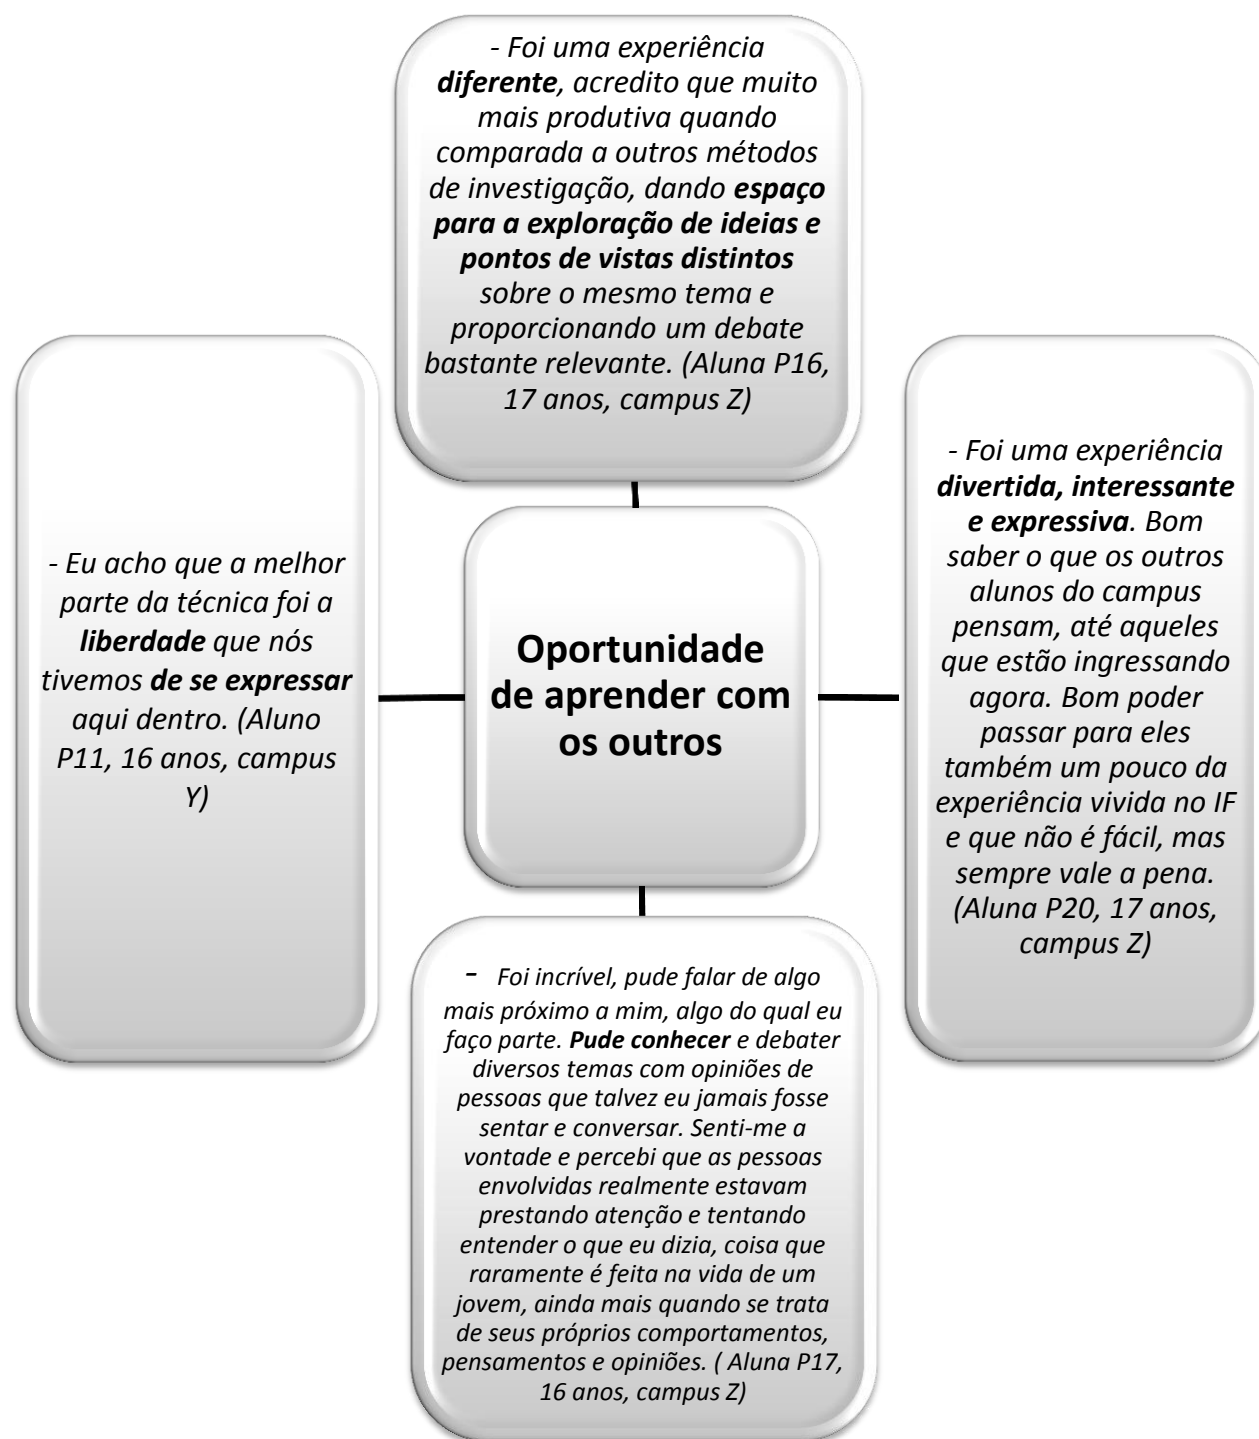 - Foi uma experiência
diferente, acredito que muito
mais produtiva quando
comparada a outros métodos
de investigação, dando espaço
para a exploração de ideias e
pontos de vistas distintos
sobre o mesmo tema e
proporcionando um debate
bastante relevante. (Aluna P16,
17 anos, campus Z)
- Eu acho que a melhor
parte da técnica foi a
liberdade que nós
tivemos de se expressar
aqui dentro. (Aluno
P11, 16 anos, campus
Y)
Oportunidade
de aprender com
os outros
- Foi uma experiência
divertida, interessante
e expressiva. Bom
saber o que os outros
alunos do campus
pensam, até aqueles
que estão ingressando
agora. Bom poder
passar para eles
também um pouco da
experiência vivida no IF
e que não é fácil, mas
sempre vale a pena.
(Aluna P20, 17 anos,
campus Z)
- Foi incrível, pude falar de algo
mais próximo a mim, algo do qual eu
faço parte. Pude conhecer e debater
diversos temas com opiniões de
pessoas que talvez eu jamais fosse
sentar e conversar. Senti-me a
vontade e percebi que as pessoas
envolvidas realmente estavam
prestando atenção e tentando
entender o que eu dizia, coisa que
raramente é feita na vida de um
jovem, ainda mais quando se trata
de seus próprios comportamentos,
pensamentos e opiniões. ( Aluna P17,
16 anos, campus Z)